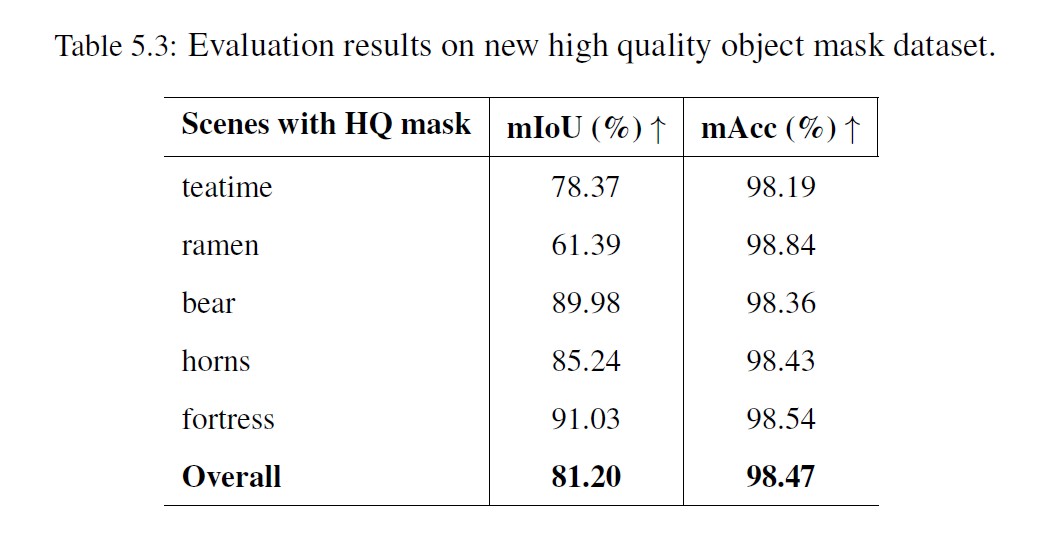 Table 5.3: Evaluation results on new high quality object mask dataset.
Scenes with HQ mask mIoU (%) ↑ mAcc (%) ↑
teatime 78.37 98.19
ramen 61.39 98.84
bear 89.98 98.36
horns 85.24 98.43
fortress 91.03 98.54
Overall 81.20 98.47